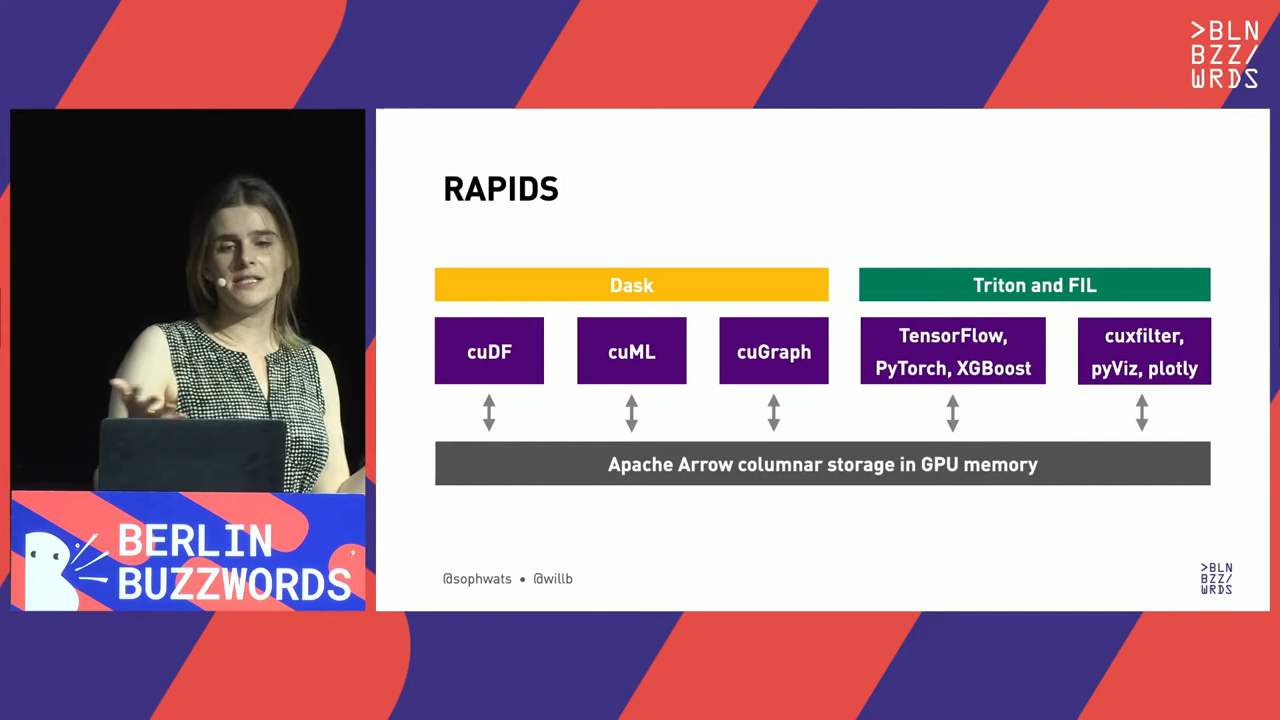 >BLN
BZZ/
WRDS
RAPIDS
Dask
Triton and FIL
cuDF
cuML
cuGraph
TensorFlow,
PyTorch, XGBoost
cuxfilter,
pyViz, plotly
Apache Arrow columnar storage in GPU memory
@sophwats • @willb
>BLN
BZZ/
WRDS
BERLIN
BUZZWORDS